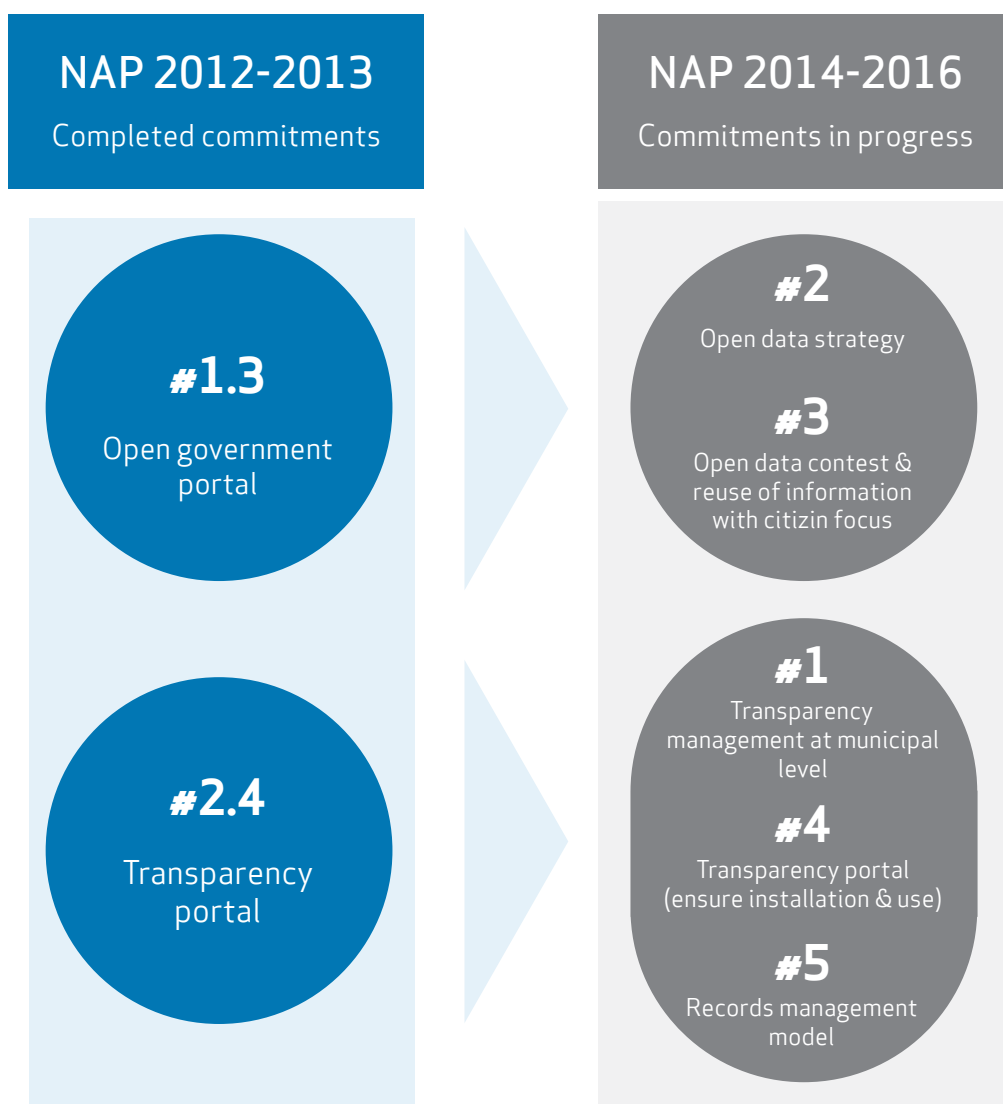 NAP 2012-2013
Completed commitments
#1.3
Open government
portal
#2.4
Transparency
portal
NAP 2014-2016
Commitments in progress
#2
Open data strategy
#3
Open data contest &
reuse of information
with citizin focus
#1
Transparency
management at municipal
level
#4
Transparency portal
(ensure installation & use)
#5
Records management
model